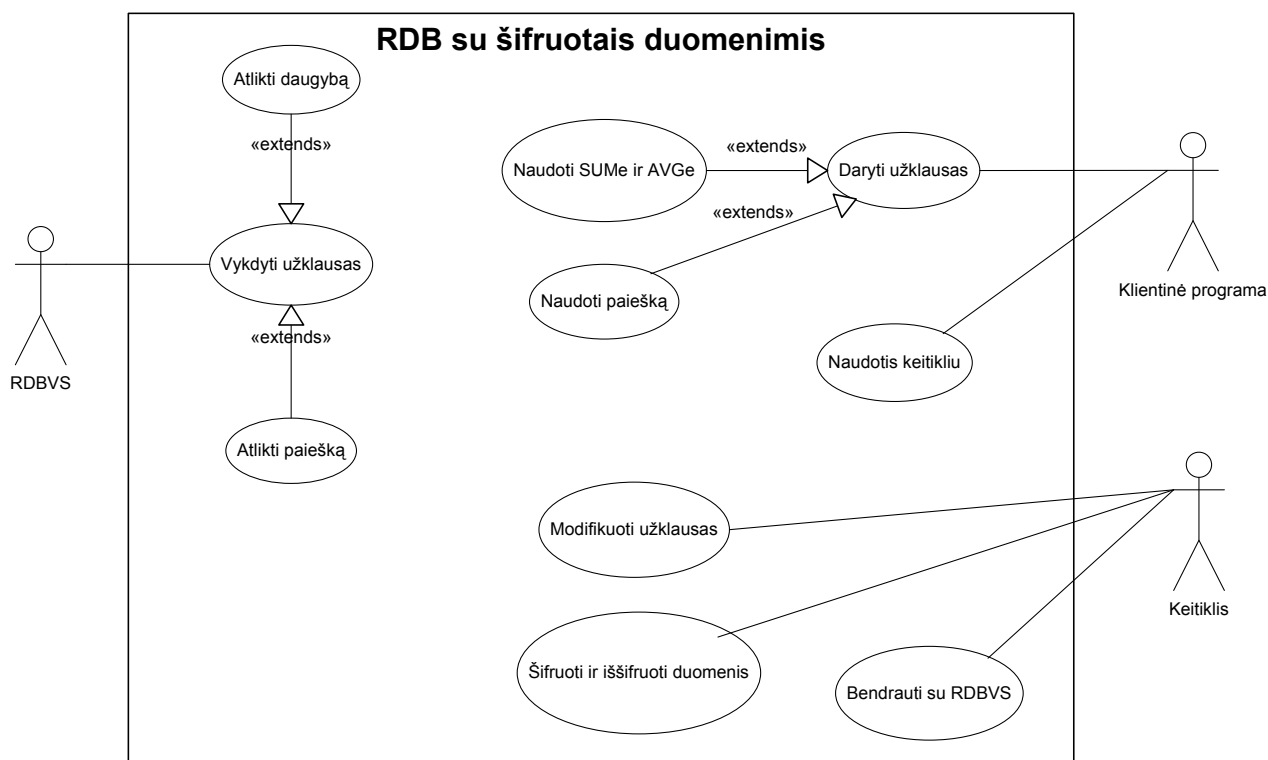 RDB su šifruotais duomenimis
Atlikti daugybą
«extends»
Naudoti SUMe ir AVGe
«extends»
Daryti užklausas
«extends»
Vykdyti užklausas
Naudoti paiešką
Klientinė programa
«extends»
Naudotis keitikliu
RDBVS
Atlikti paiešką
Modifikuoti užklausas
Keitiklis
Šifruoti ir iššifruoti duomenis
Bendrauti su RDBVS